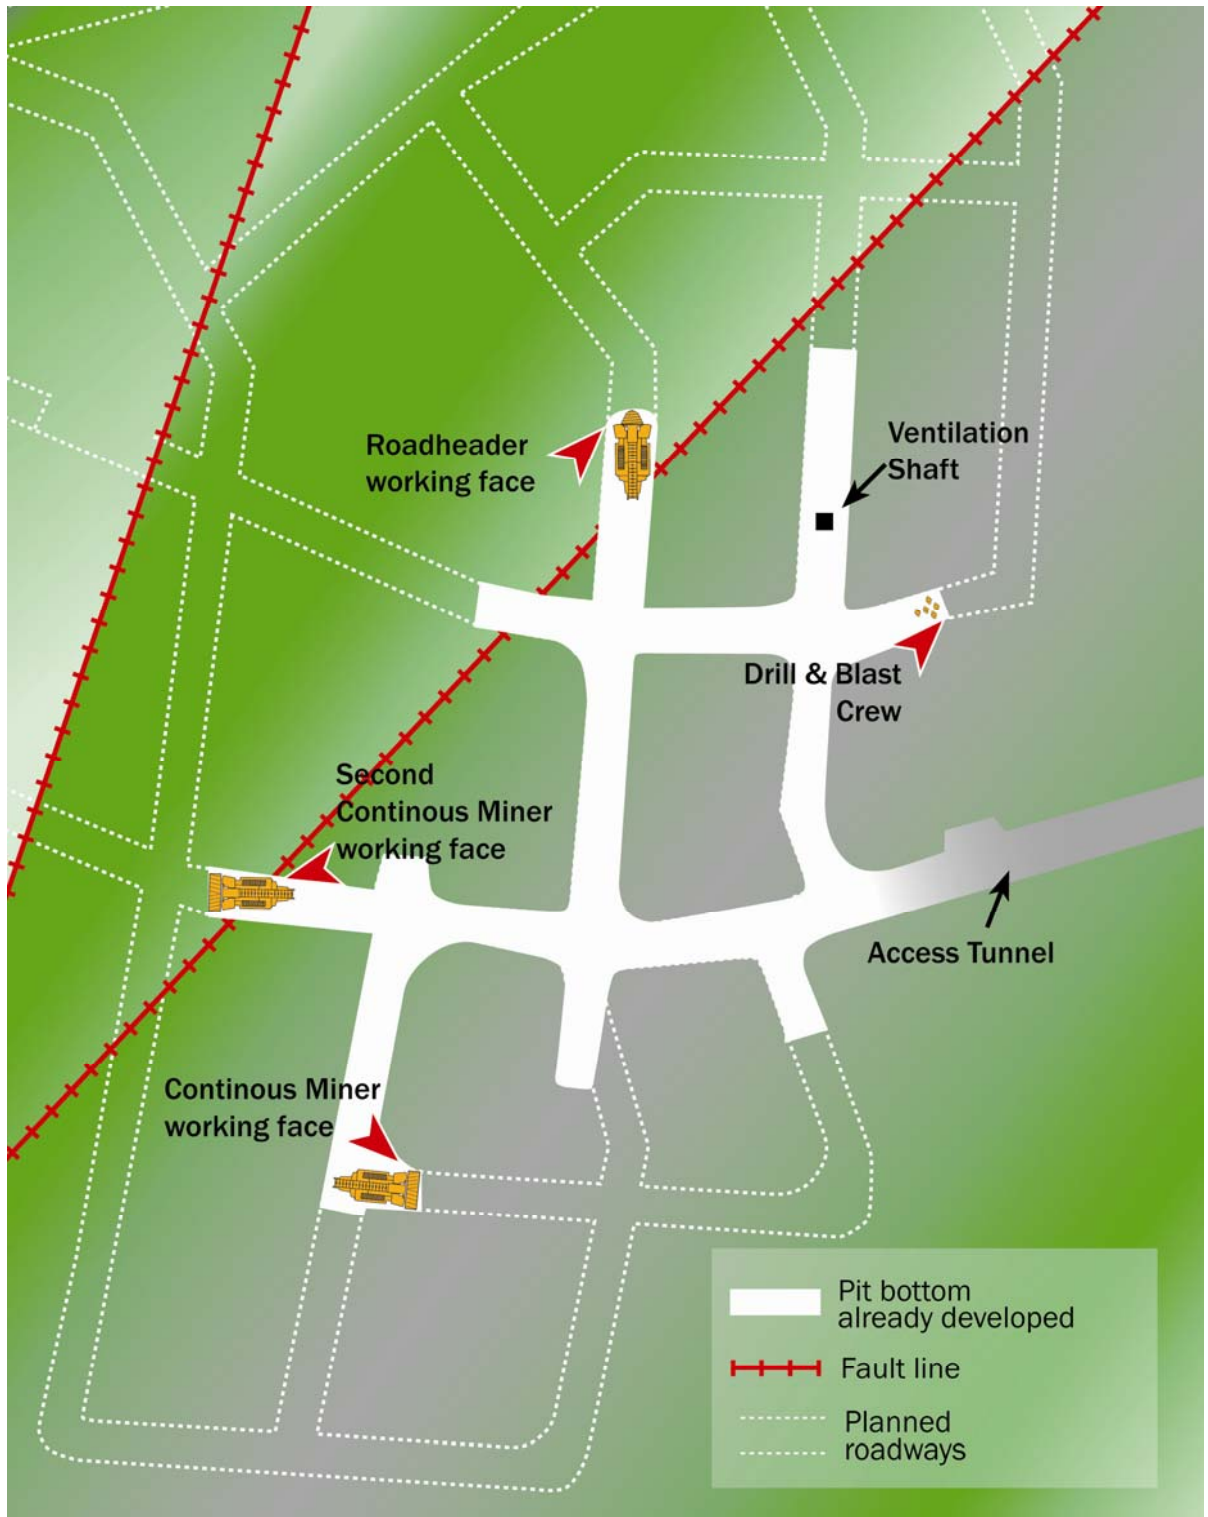 Roadheader
working face
Ventilation
Shaft
Drill & Blast
Crew
Second
Continous Miner
working face
Access Tunnel
Continous Miner
working face
Pit bottom
already developed
Fault line
Planned
roadways